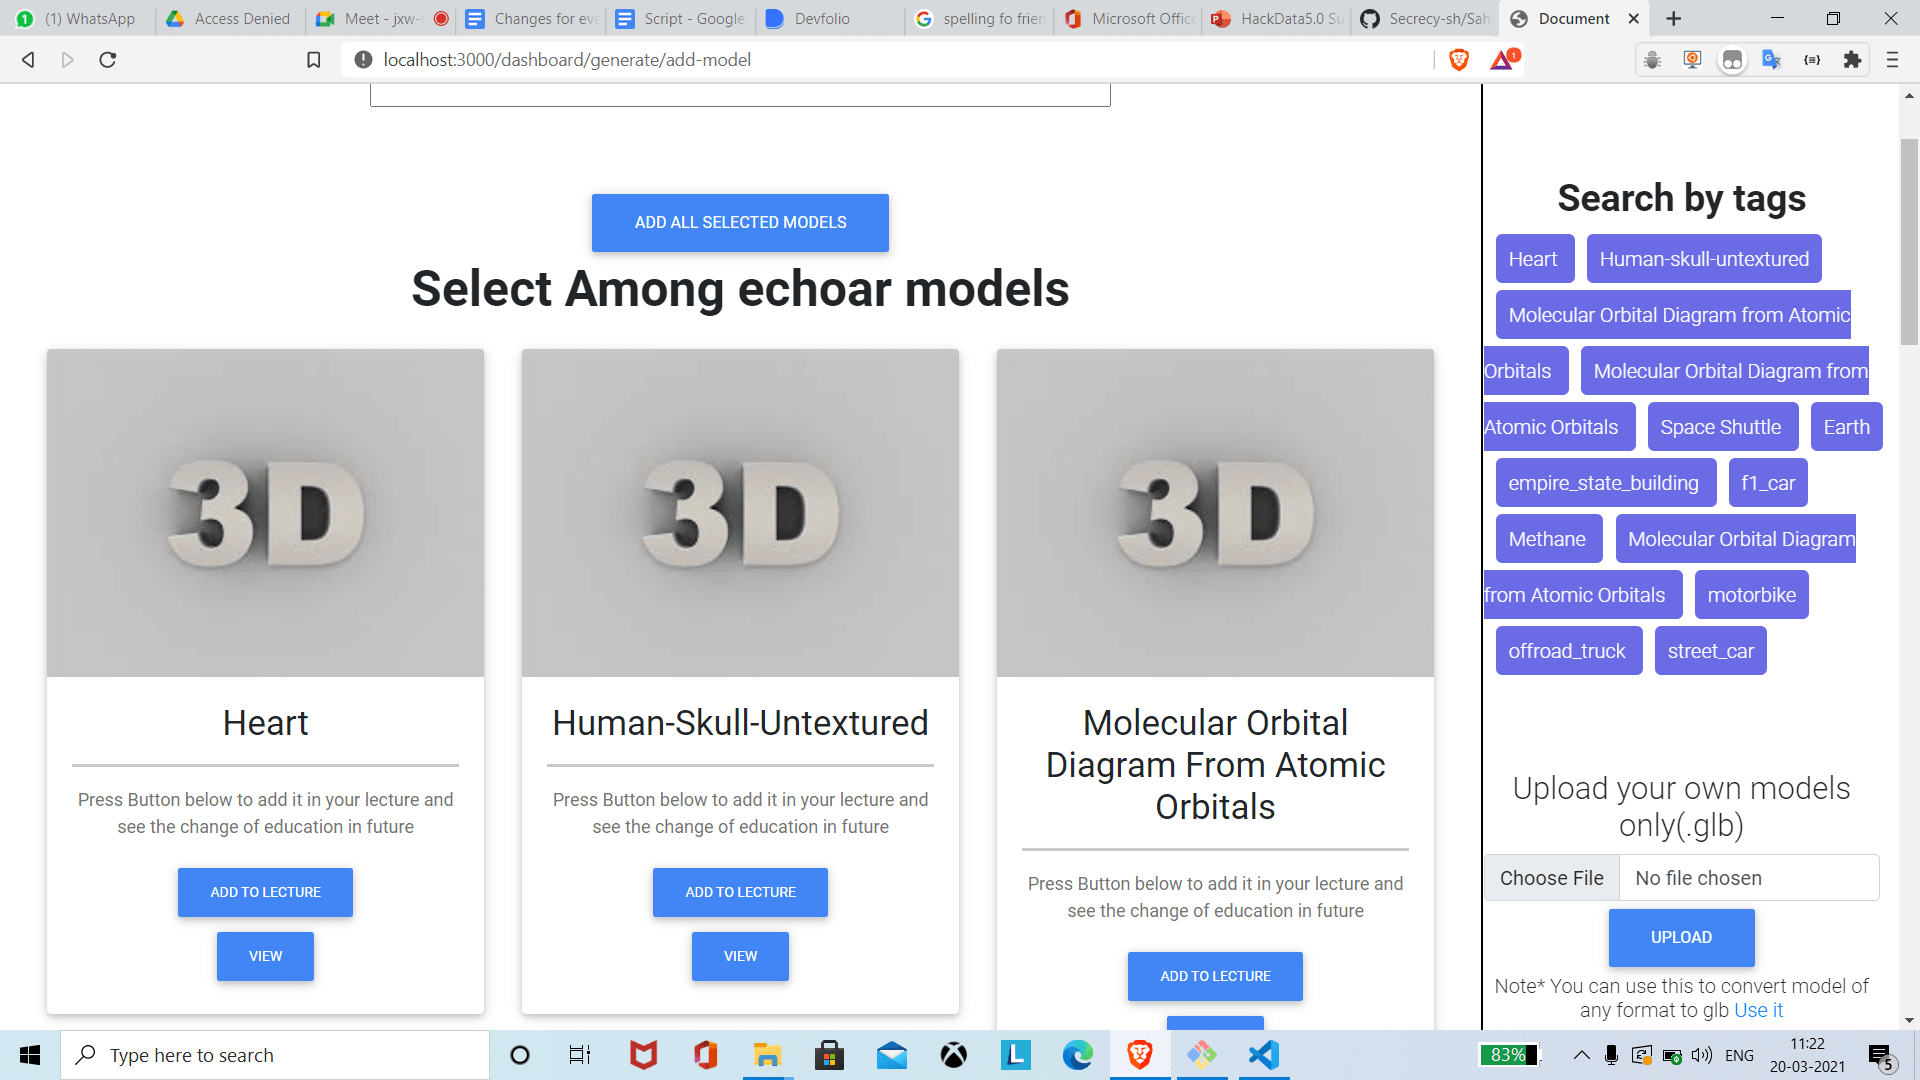 (1) WhatsApp
Access Denied
Meet - jxw-
Changes for eve
Script - Google
Devfolio
spelling fo frien
Microsoft Office
HackData5.0 Su
Secrecy-sh/Sah
Document
localhost:3000/dashboard/generate/add-model
1
ADD ALL SELECTED MODELS
Select Among echoar models
3D
Heart
Press Button below to add it in your lecture and
see the change of education in future
ADD TO LECTURE
VIEW
3D
Human-Skull-Untextured
Press Button below to add it in your lecture and
see the change of education in future
ADD TO LECTURE
VIEW
3D
Molecular Orbital
Diagram From Atomic
Orbitals
Press Button below to add it in your lecture and
see the change of education in future
ADD TO LECTURE
Search by tags
Heart Human-skull-untextured
Molecular Orbital Diagram from Atomic
Orbitals Molecular Orbital Diagram from
Atomic Orbitals Space Shuttle Earth
empire_state_building f1_car
Methane Molecular Orbital Diagram
from Atomic Orbitals motorbike
offroad_truck street_car
Upload your own models
only(.glb)
Choose File No file chosen
UPLOAD
Note* You can use this to convert model of
any format to glb Use it
Type here to search
83%
ENG
11:22
20-03-2021
5